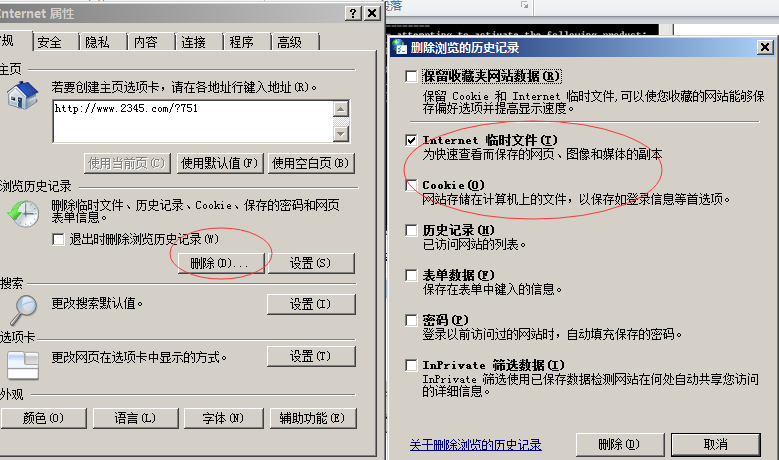 段落
attempting to activate the following product:
Internet 属性
常规
安全
隐私
内容
连接
程序
高级
主页
若要创建主页选项卡，请在各地址行键入地址(R)。
http://www.2345.com/?751
使用当前页(C)
使用默认值(F)
使用空白页(B)
浏览历史记录
删除临时文件、历史记录、Cookie、保存的密码和网页
表单信息。
退出时删除浏览历史记录(W)
删除(D)...
设置(S)
搜索
更改搜索默认值。
设置(I)
选项卡
更改网页在选项卡中显示的方式。
设置(T)
外观
颜色(O)
语言(L)
字体(N)
辅助功能(E)
删除浏览的历史记录
保留收藏夹网站数据(R)
保留 Cookie 和 Internet 临时文件,可以使您收藏的网站能够保
存偏好选项并提高显示速度。
Internet 临时文件(T)
为快速查看而保存的网页、图像和媒体的副本
Cookie(O)
网站存储在计算机上的文件，以保存如登录信息等首选项。
历史记录(H)
已访问网站的列表。
表单数据(F)
保存在表单中键入的信息。
密码(P)
登录以前访问过的网站时，自动填充保存的密码。
InPrivate 筛选数据(I)
InPrivate 筛选使用已保存数据检测网站在何处自动共享您访问
的详细信息。
关于删除浏览的历史记录
删除(D)
取消